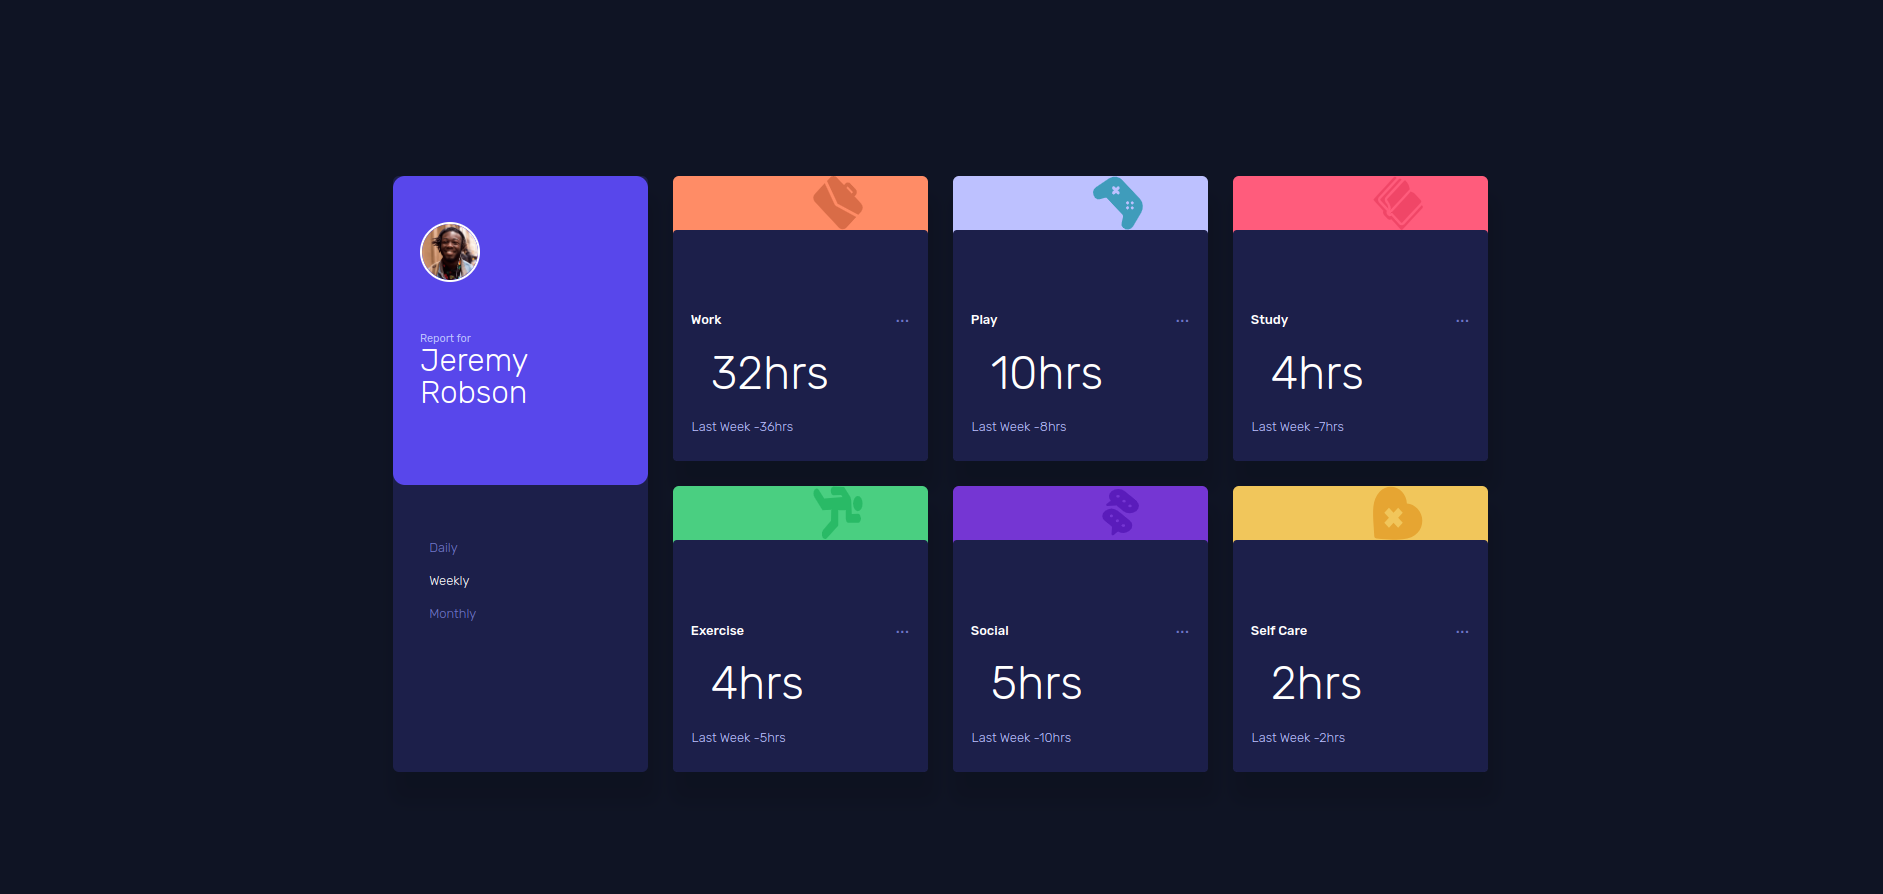 Report for
Jeremy
Robson
Daily
Weekly
Monthly
Work
...
32hrs
Last Week -36hrs
Play
...
10hrs
Last Week -8hrs
Study
...
4hrs
Last Week -7hrs
Exercise
...
4hrs
Last Week -5hrs
Social
...
5hrs
Last Week -10hrs
Self Care
...
2hrs
Last Week -2hrs